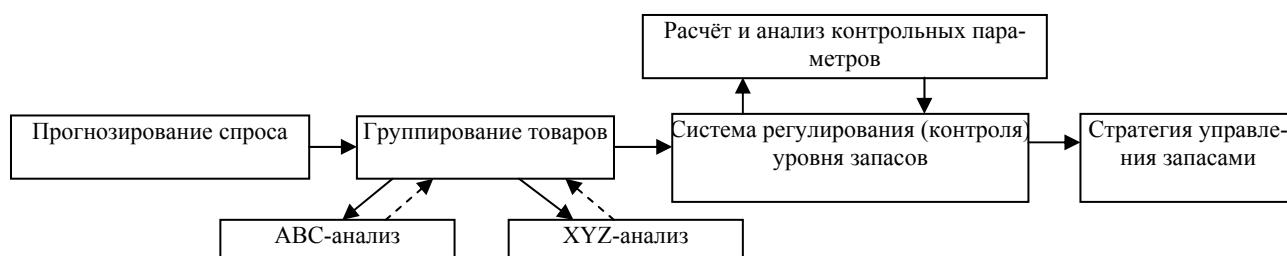 Расчёт и анализ контрольных пара-
метров
Прогнозирование спроса
Группирование товаров
Система регулирования (контроля)
уровня запасов
Стратегия управле-
ния запасами
ABC-анализ
XYZ-анализ